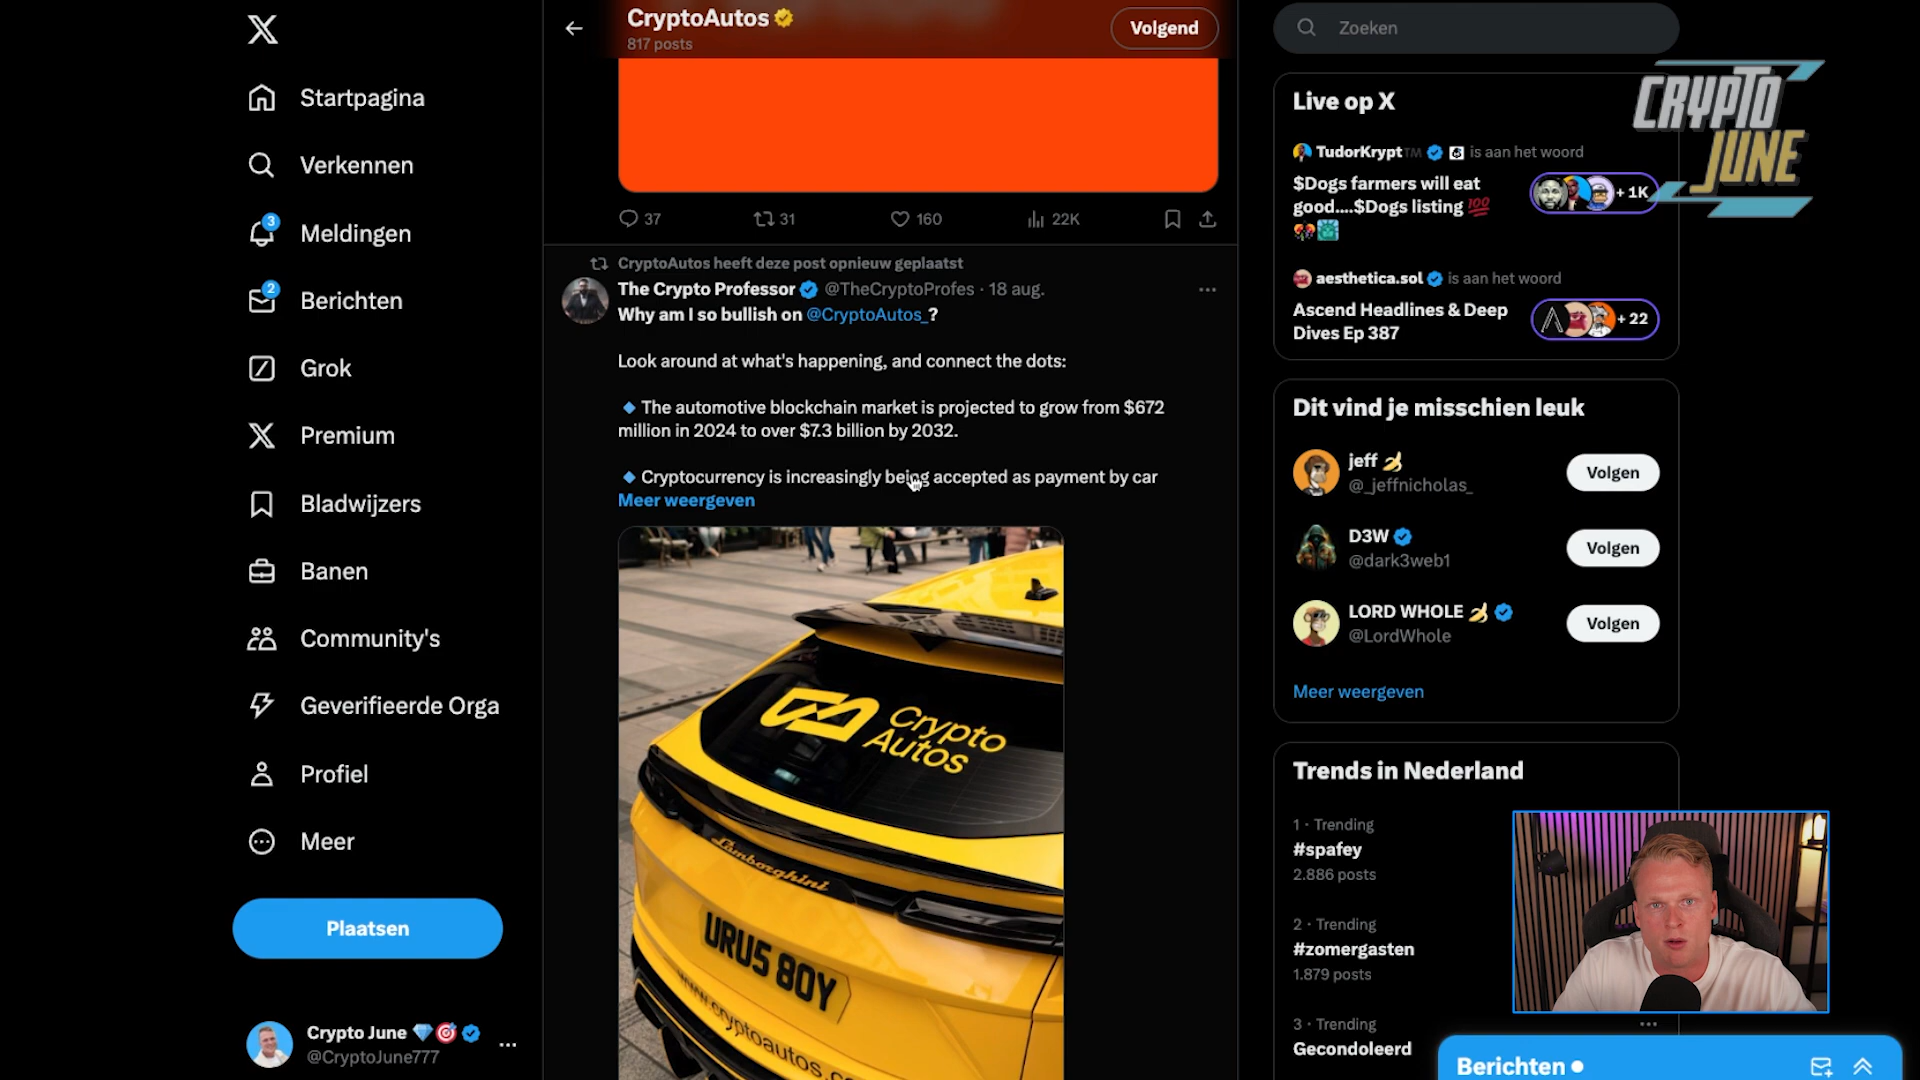 Startpagina
Verkennen
3
Meldingen
2
Berichten
Grok
Premium
Bladwijzers
Banen
Community's
Geverifieerde Orga
Profiel
Meer
Plaatsen
Crypto June
@CryptoJune777
CryptoAutos
817 posts
Volgend
37
31
160
22K
CryptoAutos heeft deze post opnieuw geplaatst
The Crypto Professor @TheCryptoProfes · 18 aug.
Why am I so bullish on @CryptoAutos_?
Look around at what's happening, and connect the dots:
The automotive blockchain market is projected to grow from $672
million in 2024 to over $7.3 billion by 2032.
Cryptocurrency is increasingly being accepted as payment by car
Meer weergeven
Crypto
Autos
Lamborghini
URUS 8OY
www.cryptoautos.co
Zoeken
CRYPTO
JUNE
Live op X
TudorKrypt™ is aan het woord
$Dogs farmers will eat
good....$Dogs listing 💯
+ 1K
aesthetica.sol is aan het woord
Ascend Headlines & Deep
Dives Ep 387
+ 22
Dit vind je misschien leuk
jeff
@_jeffnicholas_
Volgen
D3W
@dark3web1
Volgen
LORD WHOLE
@LordWhole
Volgen
Meer weergeven
Trends in Nederland
1 · Trending
#spafey
2.886 posts
2 · Trending
#zomergasten
1.879 posts
3 · Trending
Gecondoleerd
Berichten